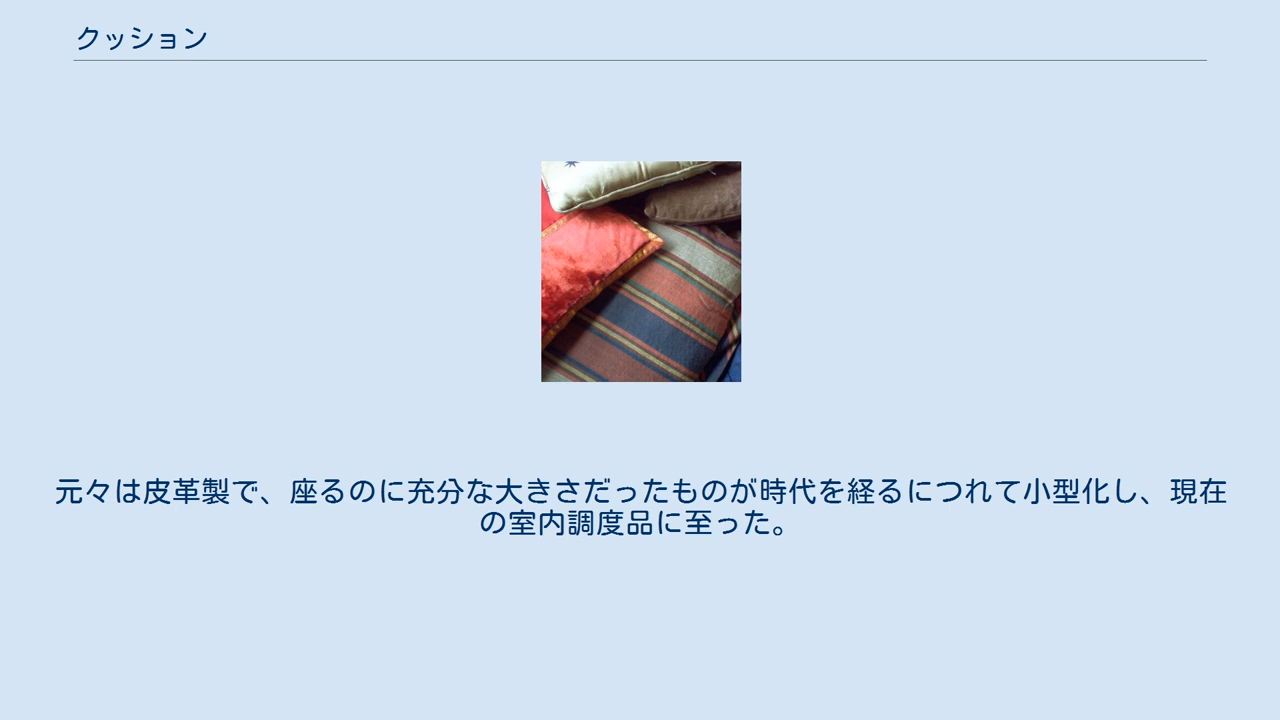 クッション
元々は皮革製で、座るのに充分な大きさだったものが時代を経るにつれて小型化し、現在
の室内調度品に至った。